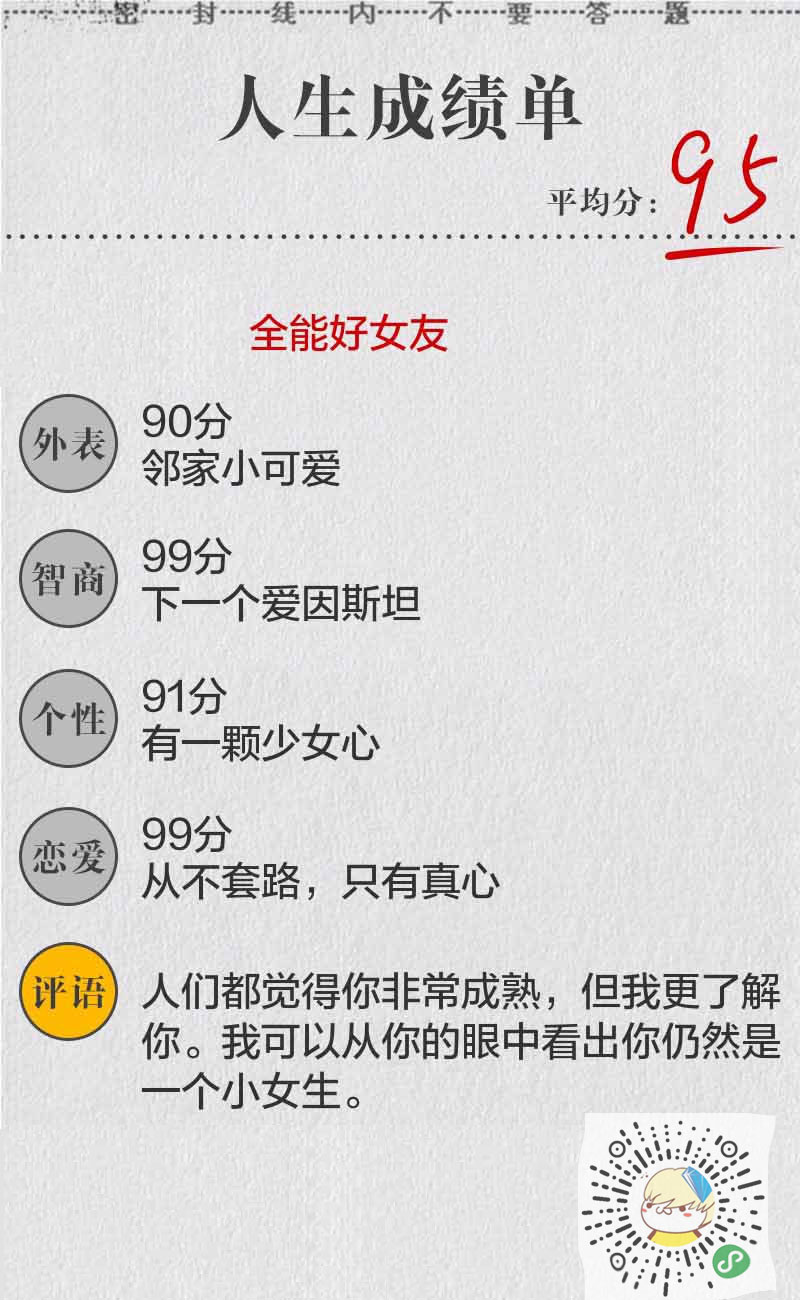 密封线内不要答题
人生成绩单
平均分：95
全能好女友
外表
90分
邻家小可爱
智商
99分
下一个爱因斯坦
个性
91分
有一颗少女心
恋爱
99分
从不套路，只有真心
评语
人们都觉得你非常成熟，但我更了解
你。我可以从你的眼中看出你仍然是
一个小女生。